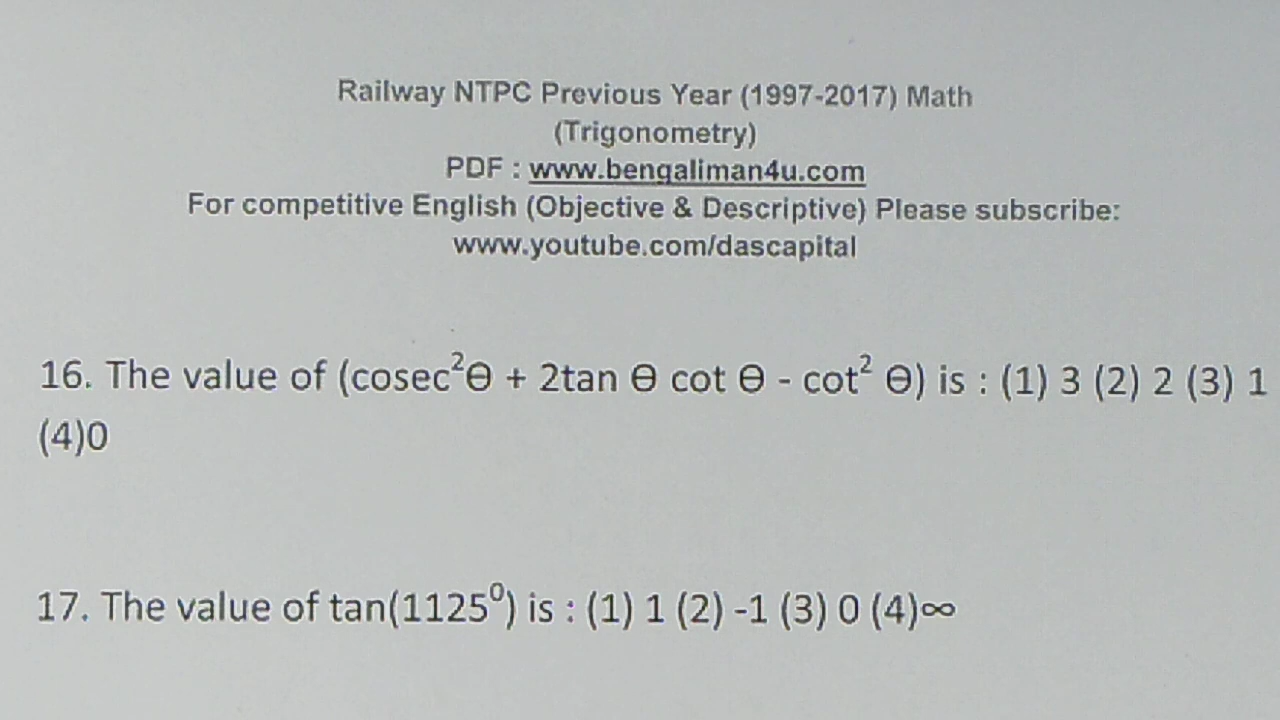 Railway NTPC Previous Year (1997-2017) Math
(Trigonometry)
PDF : www.bengaliman4u.com
For competitive English (Objective & Descriptive) Please subscribe:
www.youtube.com/dascapital
16. The value of (cosec²Ɵ + 2tan Ɵ cot Ɵ - cot² Ɵ) is : (1) 3 (2) 2 (3) 1
(4)0
17. The value of tan(1125⁰) is : (1) 1 (2) -1 (3) 0 (4)∞